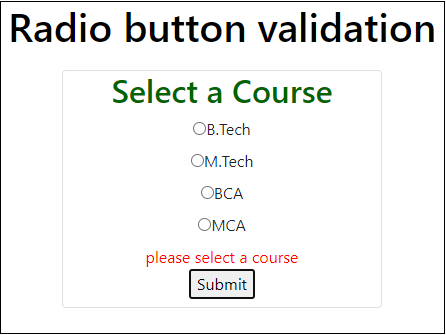 Radio button validation
Select a Course
B.Tech
M.Tech
BCA
MCA
please select a course
Submit